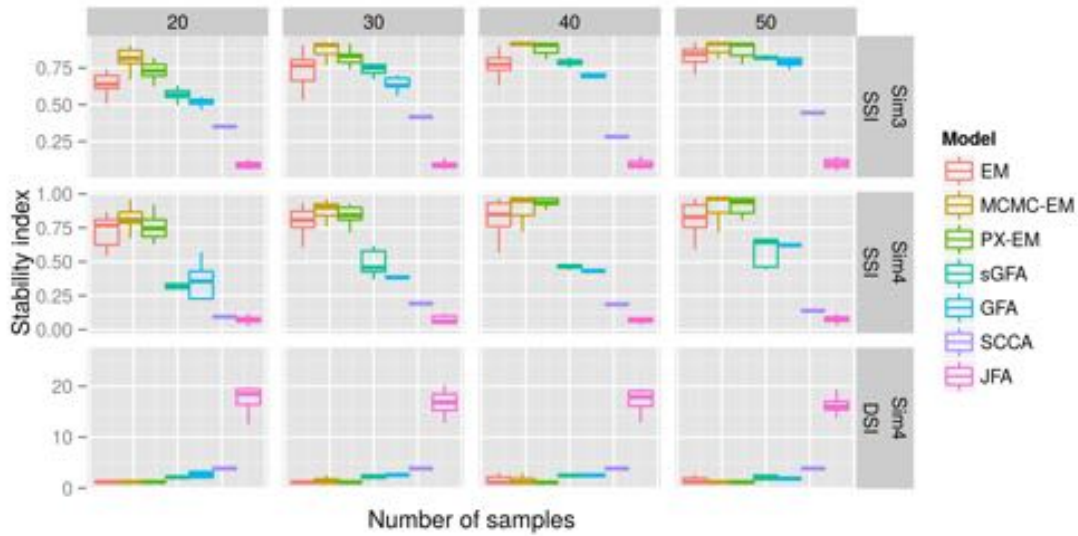 20 30 40 50
0.75
0.50
0.25
Sim3
SSI
1.00
0.75
0.50
0.25
0.00
Sim4
SSI
20
10
0
Sim4
DSI
Stability index
Number of samples
Model
EM
MCMC-EM
PX-EM
sGFA
GFA
SCCA
JFA